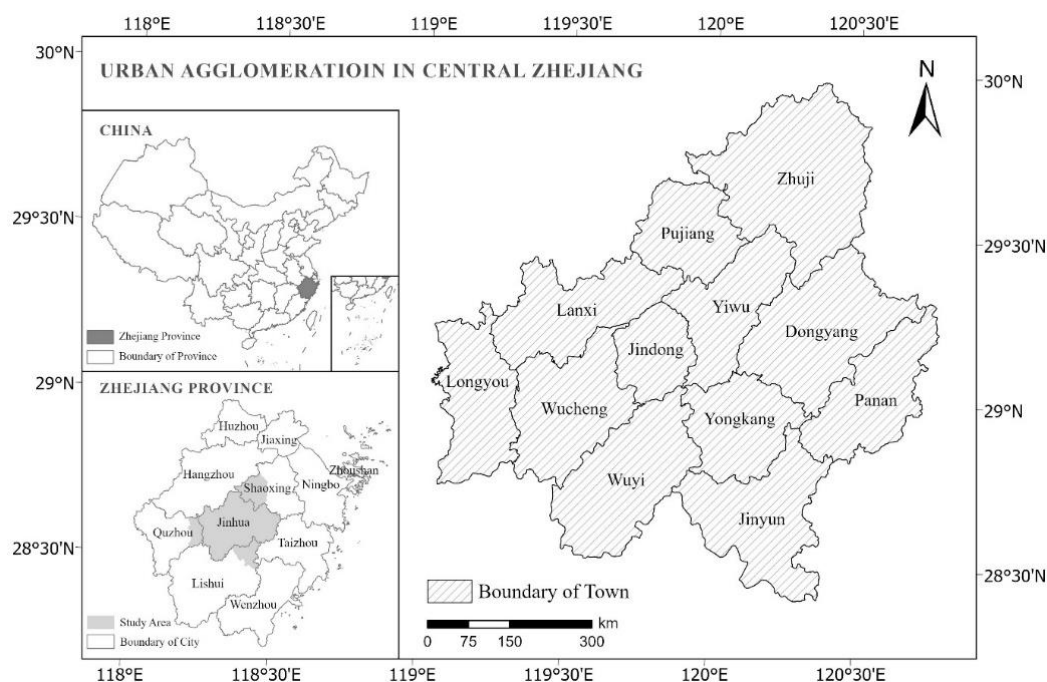 118°E 118°30'E 119°E 119°30'E 120°E 120°30'E
30°N
30°N
URBAN AGGLOMERATIOIN IN CENTRAL ZHEJIANG
N
CHINA
Zhejiang Province
Boundary of Province
29°30'N
29°30'N
ZHEJIANG PROVINCE
Huzhou
Jiaxing
Hangzhou
Zhoushan
Shaoxing
Ningbo
Jinhua
Quzhou
Taizhou
Lishui
Wenzhou
Study Area
Boundary of City
29°N
29°N
28°30'N
28°30'N
Zhuji
Pujiang
Lanxi
Yiwu
Dongyang
Jindong
Longyou
Panan
Wucheng
Yongkang
Wuyi
Jinyun
Boundary of Town
km
0 75 150 300
118°E 118°30'E 119°E 119°30'E 120°E 120°30'E